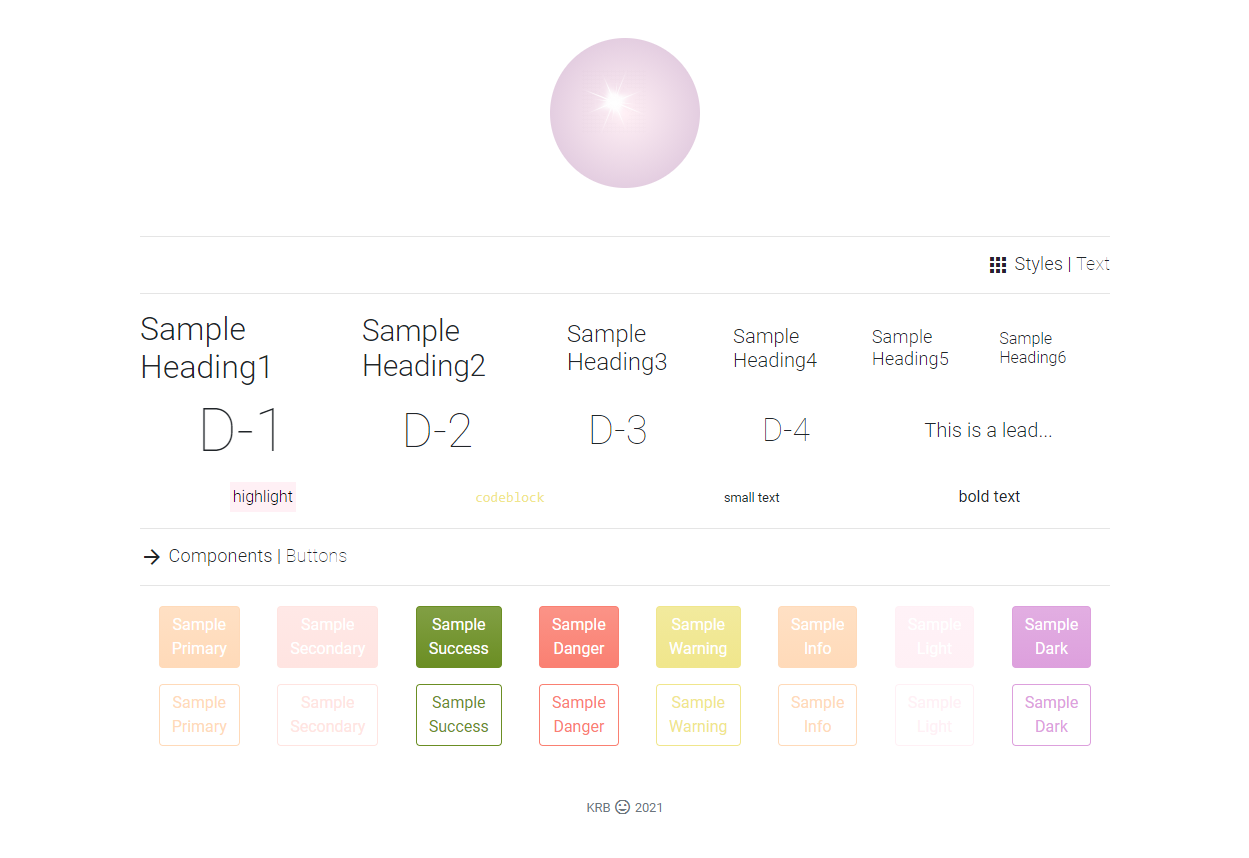 Styles | Text
Sample Heading1
Sample Heading2
Sample Heading3
Sample Heading4
Sample Heading5
Sample Heading6
D-1
D-2
D-3
D-4
This is a lead...
highlight
codeblock
small text
bold text
Components | Buttons
Sample Primary
Sample Secondary
Sample Success
Sample Danger
Sample Warning
Sample Info
Sample Light
Sample Dark
Sample Primary
Sample Secondary
Sample Success
Sample Danger
Sample Warning
Sample Info
Sample Light
Sample Dark
KRB 2021